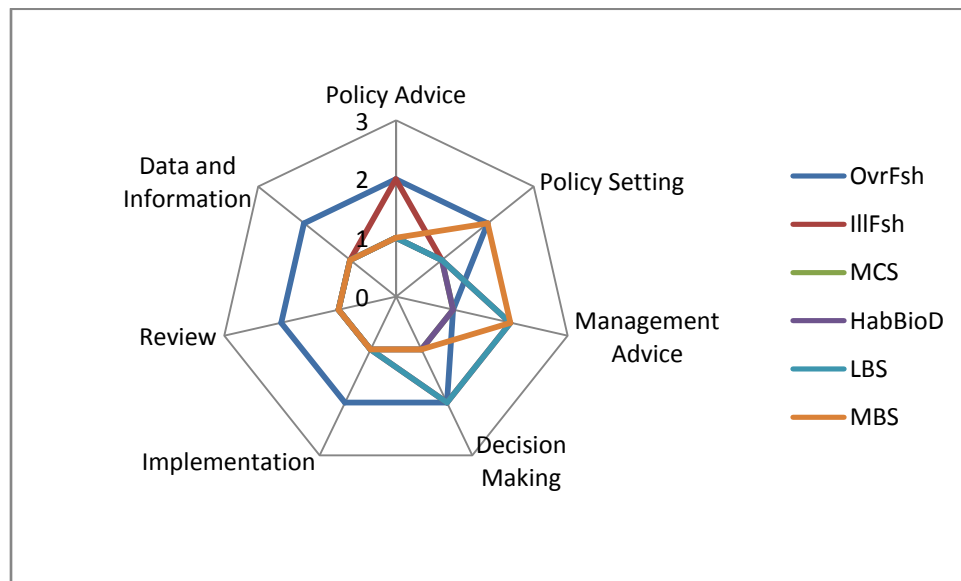 Policy Advice
3
Data and
Information
2
Policy Setting
1
0
Management
Advice
Review
Decision
Making
Implementation
OvrFsh
IllFsh
MCS
HabBioD
LBS
MBS